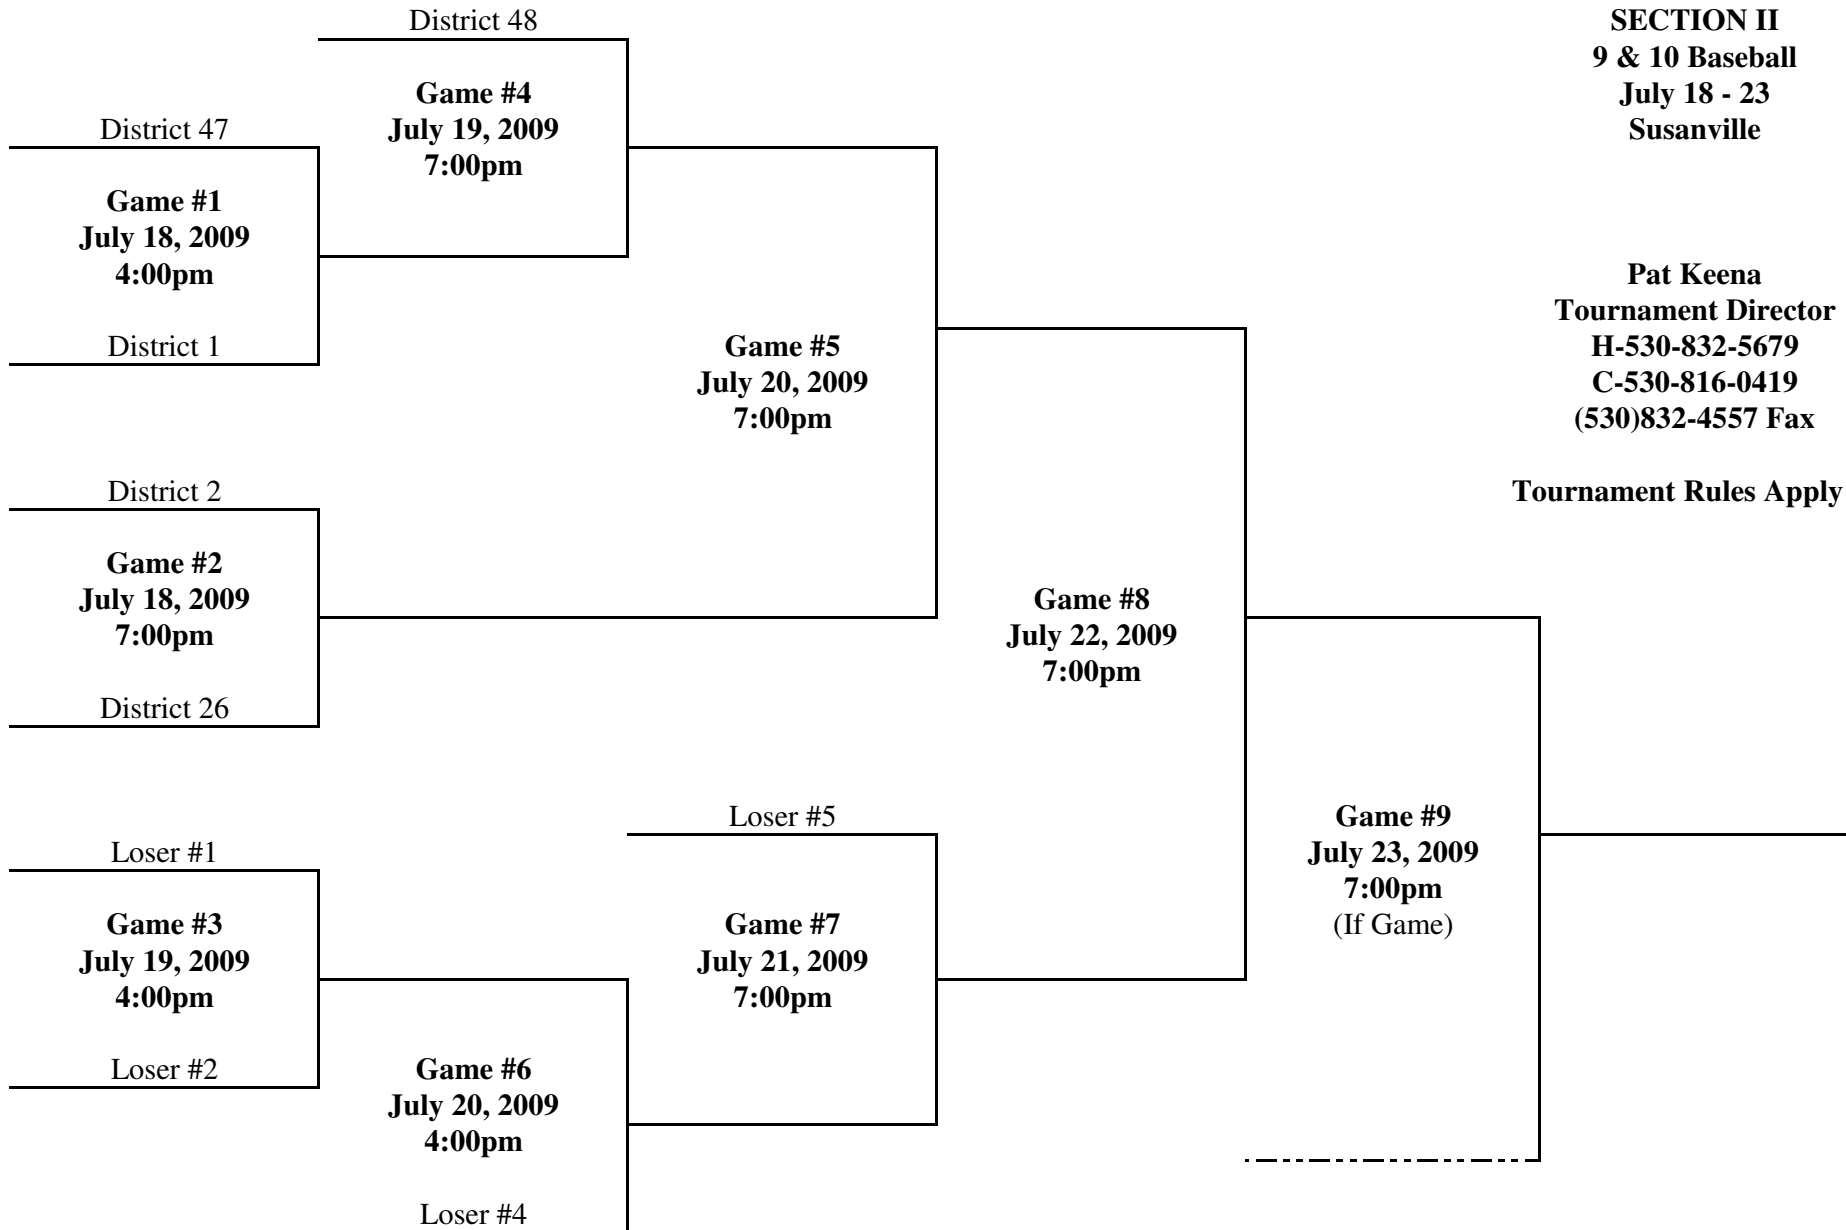 District 48
Game #4
July 19, 2009
7:00pm
District 47
Game #1
July 18, 2009
4:00pm
District 1
Game #5
July 20, 2009
7:00pm
District 2
Game #2
July 18, 2009
7:00pm
District 26
Game #8
July 22, 2009
7:00pm
Loser #1
Game #3
July 19, 2009
4:00pm
Loser #2
Loser #5
Game #7
July 21, 2009
7:00pm
Game #6
July 20, 2009
4:00pm
Loser #4
Game #9
July 23, 2009
7:00pm
(If Game)
SECTION II
9 & 10 Baseball
July 18 - 23
Susanville
Pat Keena
Tournament Director
H-530-832-5679
C-530-816-0419
(530)832-4557 Fax
Tournament Rules Apply